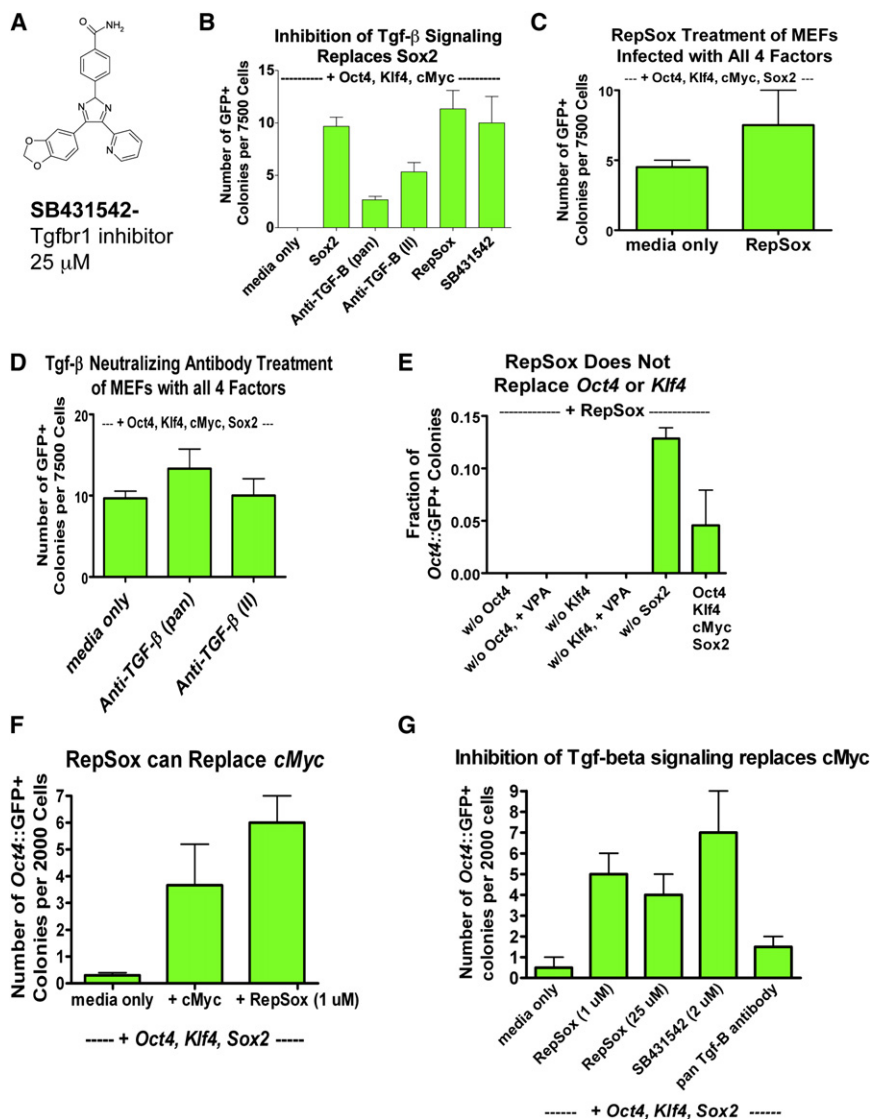 A
O
NH2
N
N
N
O
O
SB431542-
Tgfbr1 inhibitor
25 μM
B
Inhibition of Tgf-β Signaling
Replaces Sox2
---------- + Oct4, Klf4, cMyc ----------
Number of GFP+
Colonies per 7500 Cells
15
10
5
0
media only
Sox2
Anti-TGF-B (pan)
Anti-TGF-B (II)
RepSox
SB431542
C
RepSox Treatment of MEFs
Infected with All 4 Factors
--- + Oct4, Klf4, cMyc, Sox2 ---
Number of GFP+
Colonies per 7500 Cells
10
5
0
media only
RepSox
D
Tgf-β Neutralizing Antibody Treatment
of MEFs with all 4 Factors
--- + Oct4, Klf4, cMyc, Sox2 ---
Number of GFP+
Colonies per 7500 Cells
20
10
0
media only
Anti-TGF-β (pan)
Anti-TGF-β (II)
E
RepSox Does Not
Replace Oct4 or Klf4
------------- + RepSox -------------
Fraction of
Oct4::GFP+ Colonies
0.15
0.10
0.05
0.00
w/o Oct4
w/o Oct4, + VPA
w/o Klf4
w/o Klf4, + VPA
w/o Sox2
Oct4
Klf4
cMyc
Sox2
F
RepSox can Replace cMyc
Number of Oct4::GFP+
Colonies per 2000 Cells
7
6
5
4
3
2
1
0
media only
+ cMyc
+ RepSox (1 uM)
----- + Oct4, Klf4, Sox2 -----
G
Inhibition of Tgf-beta signaling replaces cMyc
Number of Oct4::GFP+
colonies per 2000 cells
9
8
7
6
5
4
3
2
1
0
media only
RepSox (1 uM)
RepSox (25 uM)
SB431542 (2 uM)
pan Tgf-B antibody
------ + Oct4, Klf4, Sox2 ------